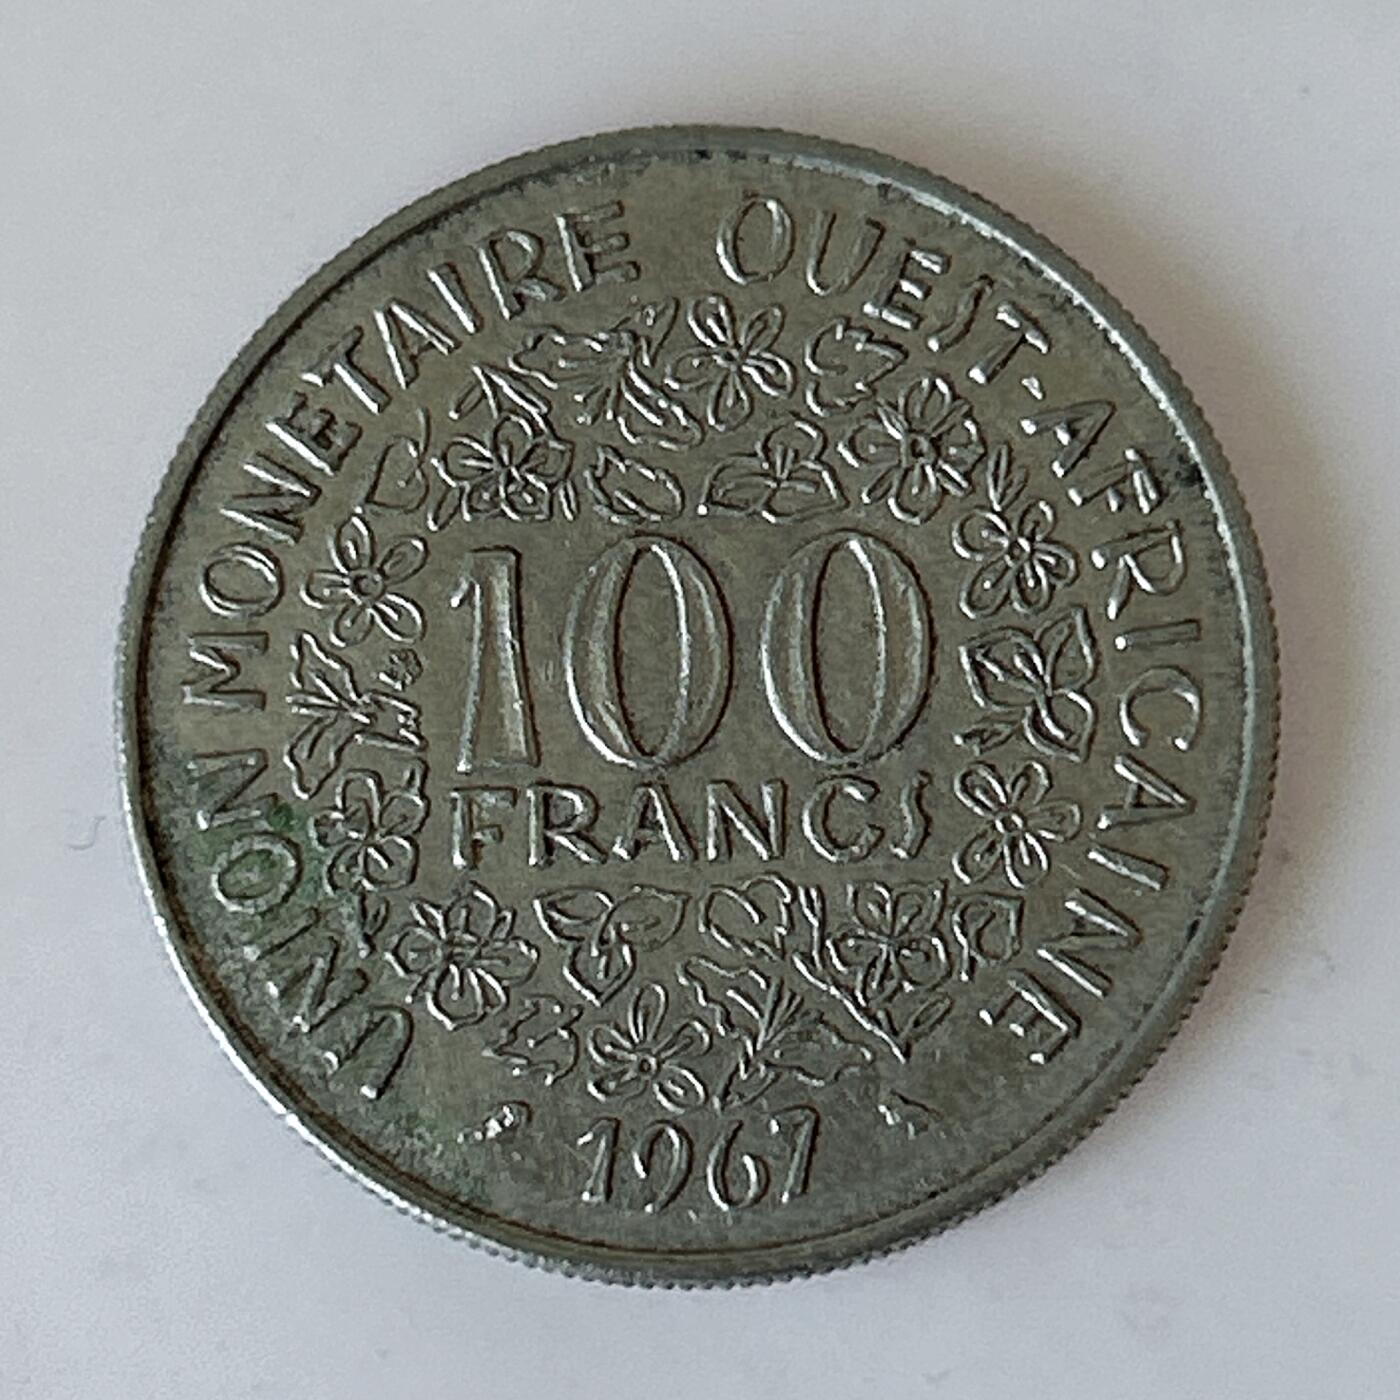 UNION MONETAIRE OUEST-AFRICAINE
100
FRANCS
1967